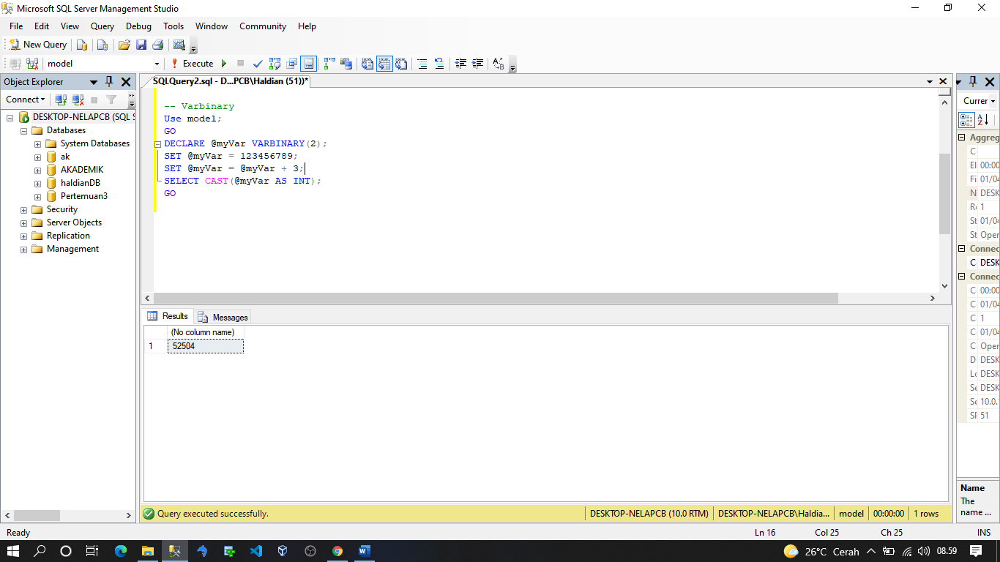 Microsoft SQL Server Management Studio
File Edit View Query Debug Tools Window Community Help
New Query
model Execute
Object Explorer
Connect
DESKTOP-NELAPCB (SQL S
Databases
System Databases
ak
AKADEMIK
haldianDB
Pertemuan3
Security
Server Objects
Replication
Management
SQLQuery2.sql - D...PCB\Haldian (51))*
-- Varbinary
Use model;
GO
DECLARE @myVar VARBINARY(2);
SET @myVar = 123456789;
SET @myVar = @myVar + 3;
SELECT CAST(@myVar AS INT);
GO
Results Messages
(No column name)
1 52504
Query executed successfully.
DESKTOP-NELAPCB (10.0 RTM) DESKTOP-NELAPCB\Haldia... model 00:00:00 1 rows
Currer
Aggreg
C
El 00:00
Fi 01/04
N DESK
Re 1
St 01/04
St Oper
Connec
C DESK
Connec
C 00:00
C 01/04
C 1
C 01/04
C Oper
D DESK
Lo DESK
Se DESK
Se 10.0.
SP 51
Name
The
name ...
Ready Ln 16 Col 25 Ch 25 INS
26°C Cerah 08.59